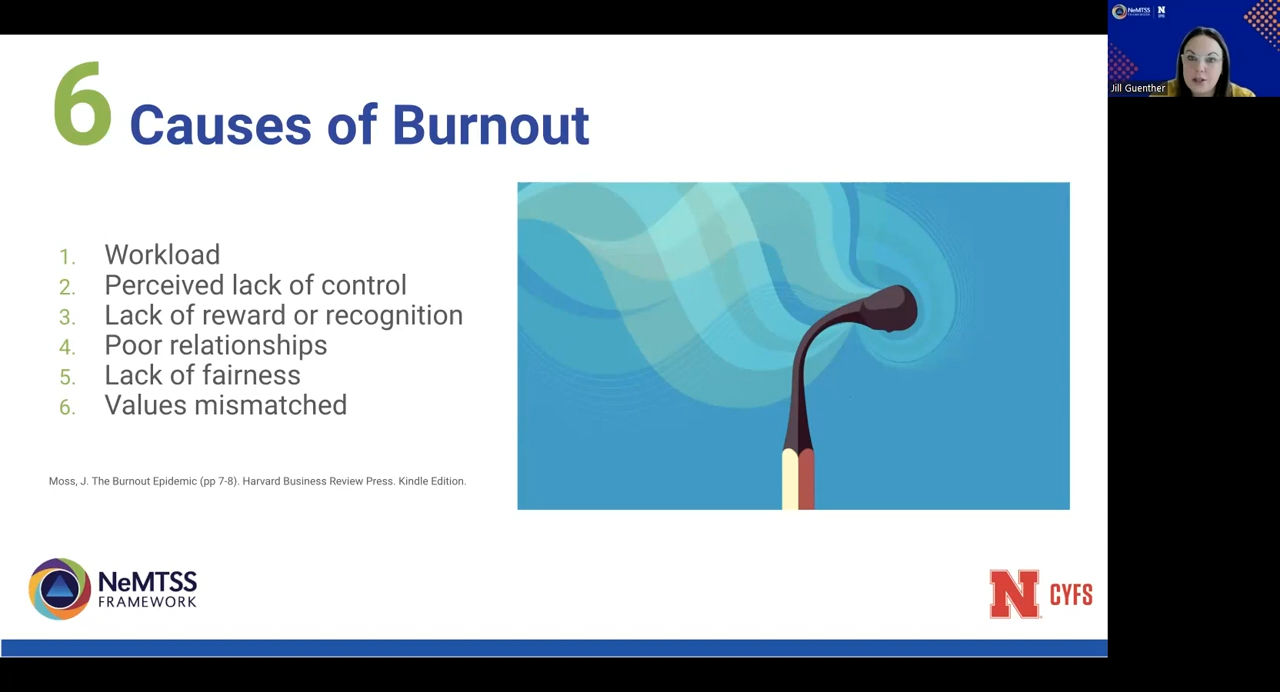 6 Causes of Burnout
1. Workload
2. Perceived lack of control
3. Lack of reward or recognition
4. Poor relationships
5. Lack of fairness
6. Values mismatched
Moss, J. The Burnout Epidemic (pp 7-8). Harvard Business Review Press. Kindle Edition.
NeMTSS
FRAMEWORK
N CYFS
NeMTSS
FRAMEWORK
N
Jill Guenther